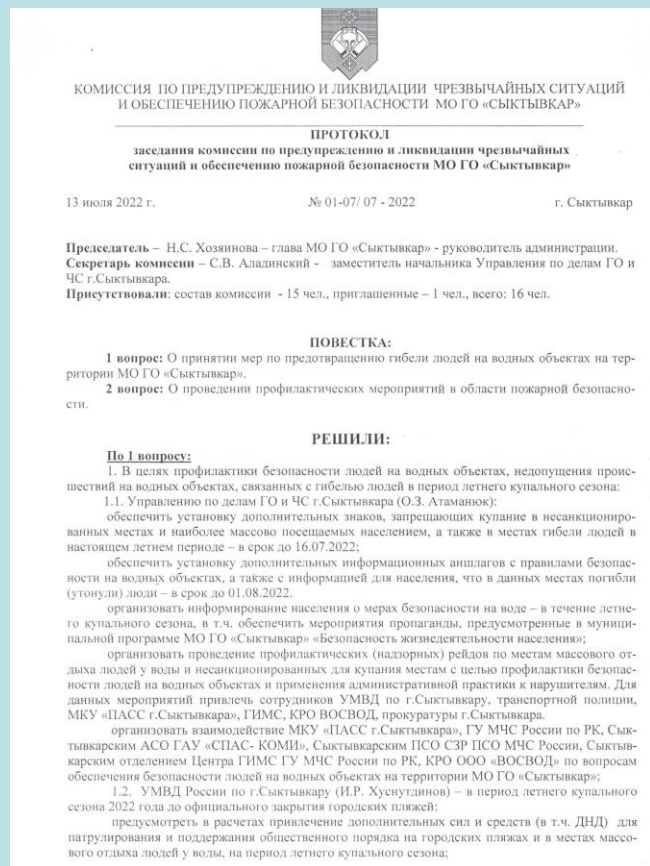 КОМИССИЯ ПО ПРЕДУПРЕЖДЕНИЮ И ЛИКВИДАЦИИ ЧРЕЗВЫЧАЙНЫХ СИТУАЦИЙ
И ОБЕСПЕЧЕНИЮ ПОЖАРНОЙ БЕЗОПАСНОСТИ МО ГО «СЫКТЫВКАР»
ПРОТОКОЛ
заседания комиссии по предупреждению и ликвидации чрезвычайных
ситуаций и обеспечению пожарной безопасности МО ГО «Сыктывкар»
13 июля 2022 г. № 01-07/ 07 - 2022 г. Сыктывкар
Председатель – Н.С. Хозяинова – глава МО ГО «Сыктывкар» - руководитель администрации.
Секретарь комиссии – С.В. Аладинский - заместитель начальника Управления по делам ГО и
ЧС г.Сыктывкара.
Присутствовали: состав комиссии - 15 чел., приглашенные – 1 чел., всего: 16 чел.
ПОВЕСТКА:
1 вопрос: О принятии мер по предотвращению гибели людей на водных объектах на тер-
ритории МО ГО «Сыктывкар».
2 вопрос: О проведении профилактических мероприятий в области пожарной безопасно-
сти.
РЕШИЛИ:
По 1 вопросу:
1. В целях профилактики безопасности людей на водных объектах, недопущения проис-
шествий на водных объектах, связанных с гибелью людей в период летнего купального сезона:
1.1. Управлению по делам ГО и ЧС г.Сыктывкара (О.З. Атаманюк):
обеспечить установку дополнительных знаков, запрещающих купание в несанкциониро-
ванных местах и наиболее массово посещаемых населением, а также в местах гибели людей в
настоящем летнем периоде – в срок до 16.07.2022;
обеспечить установку дополнительных информационных аншлагов с правилами безопас-
ности на водных объектах, а также с информацией для населения, что в данных местах погибли
(утонули) люди – в срок до 01.08.2022.
организовать информирование населения о мерах безопасности на воде – в течение летне-
го купального сезона, в т.ч. обеспечить мероприятия пропаганды, предусмотренные в муници-
пальной программе МО ГО «Сыктывкар» «Безопасность жизнедеятельности населения»;
организовать проведение профилактических (надзорных) рейдов по местам массового от-
дыха людей у воды и несанкционированных для купания местам с целью профилактики безопас-
ности людей на водных объектах и применения административной практики к нарушителям. Для
данных мероприятий привлечь сотрудников УМВД по г.Сыктывкару, транспортной полиции,
МКУ «ПАСС г.Сыктывкара», ГИМС, КРО ВОСВОД, прокуратуры г.Сыктывкара.
организовать взаимодействие МКУ «ПАСС г.Сыктывкара», ГУ МЧС России по РК, Сык-
тывкарским АСО ГАУ «СПАС- КОМИ», Сыктывкарским ПСО СЗР ПСО МЧС России, Сыктыв-
карским отделением Центра ГИМС ГУ МЧС России по РК, КРО ООО «ВОСВОД» по вопросам
обеспечения безопасности людей на водных объектах на территории МО ГО «Сыктывкар»;
1.2. УМВД России по г.Сыктывкару (И.Р. Хуснутдинов) – в период летнего купального
сезона 2022 года до официального закрытия городских пляжей:
предусмотреть в расчетах привлечение дополнительных сил и средств (в т.ч. ДНД) для
патрулирования и поддержания общественного порядка на городских пляжах и в местах массо-
вого отдыха людей у воды, на период летнего купального сезона;